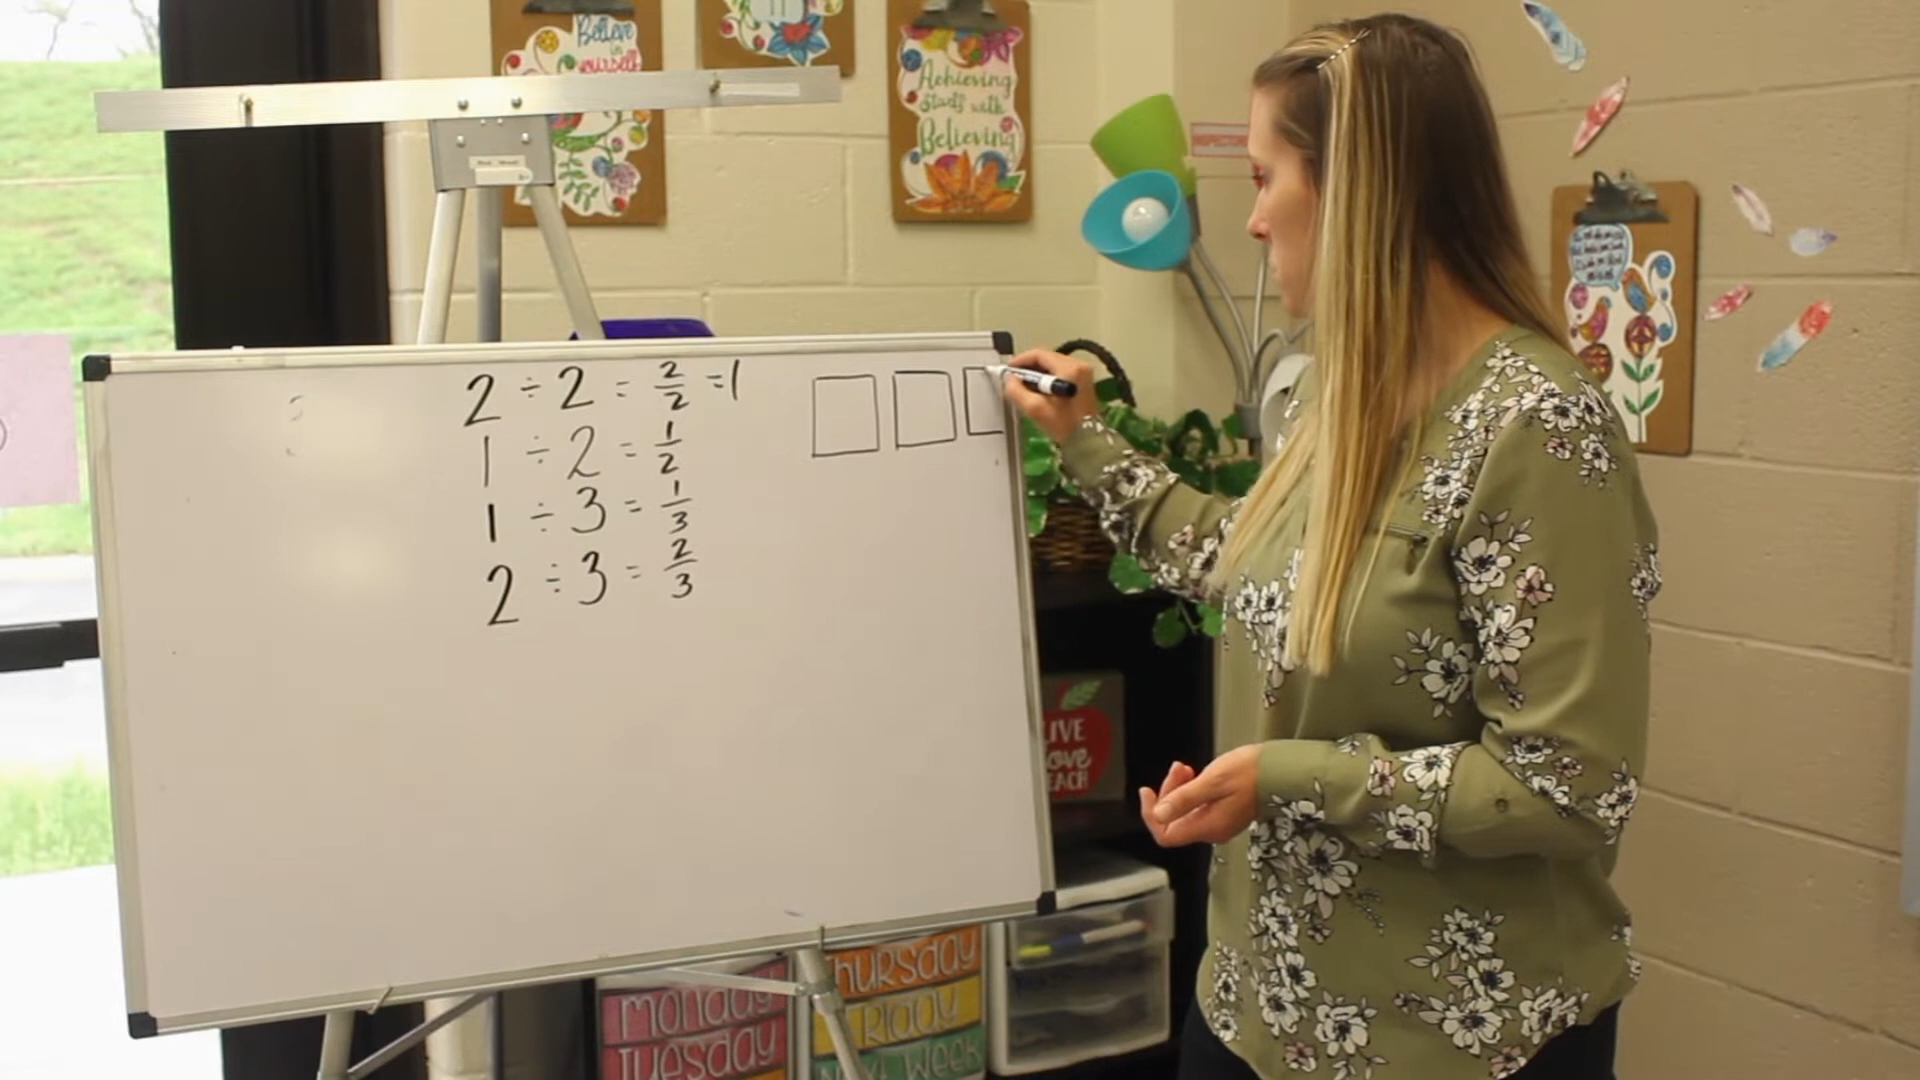 Believe
in
yourself
Achieving
starts with
Believing
2 ÷ 2 = 2/2 = 1
1 ÷ 2 = 1/2
1 ÷ 3 = 1/3
2 ÷ 3 = 2/3
LIVE
love
TEACH
Monday
Tuesday
Thursday
Friday
Next Week